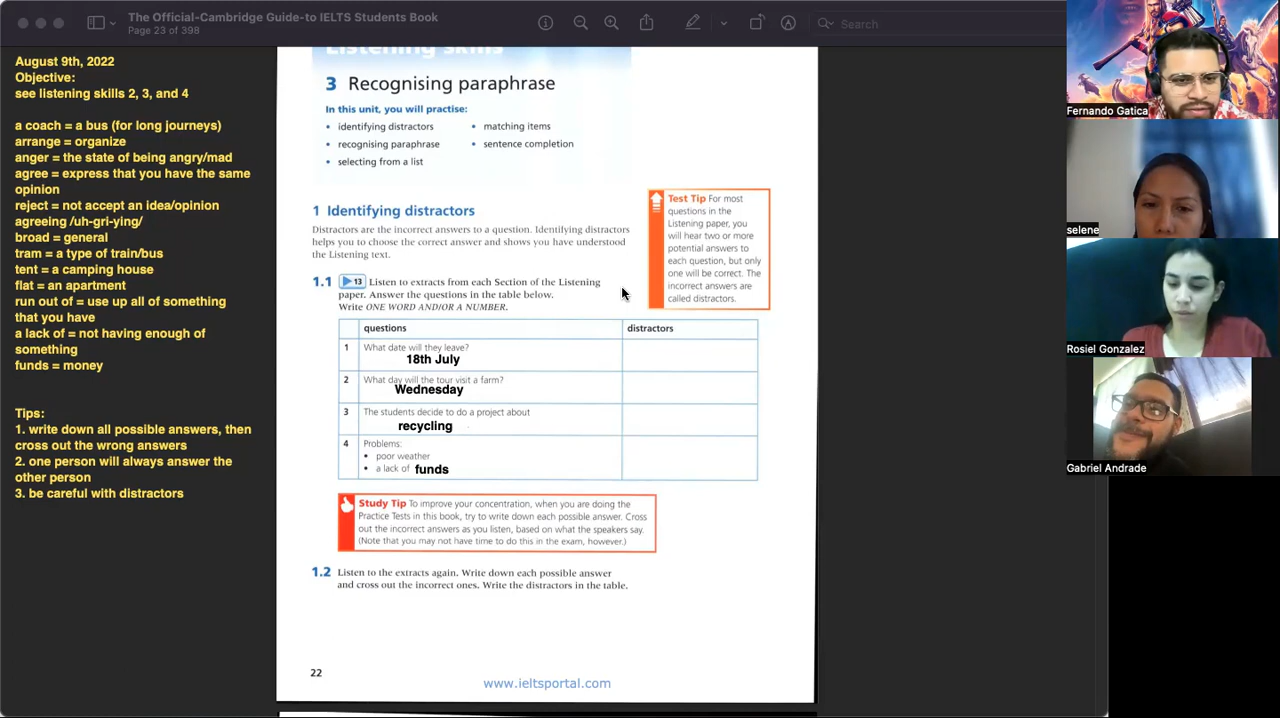 The Official-Cambridge Guide-to IELTS Students Book
Page 23 of 398
Search
August 9th, 2022
Objective:
see listening skills 2, 3, and 4
a coach = a bus (for long journeys)
arrange = organize
anger = the state of being angry/mad
agree = express that you have the same
opinion
reject = not accept an idea/opinion
agreeing /uh-gri-ying/
broad = general
tram = a type of train/bus
tent = a camping house
flat = an apartment
run out of = use up all of something
that you have
a lack of = not having enough of
something
funds = money
Tips:
1. write down all possible answers, then
cross out the wrong answers
2. one person will always answer the
other person
3. be careful with distractors
Listening skills
3 Recognising paraphrase
In this unit, you will practise:
• identifying distractors
• recognising paraphrase
• selecting from a list
• matching items
• sentence completion
1 Identifying distractors
Distractors are the incorrect answers to a question. Identifying distractors
helps you to choose the correct answer and shows you have understood
the Listening text.
Test Tip For most
questions in the
Listening paper, you
will hear two or more
potential answers to
each question, but only
one will be correct. The
incorrect answers are
called distractors.
1.1 13 Listen to extracts from each Section of the Listening
paper. Answer the questions in the table below.
Write ONE WORD AND/OR A NUMBER.
questions distractors
1 What date will they leave?
18th July
2 What day will the tour visit a farm?
Wednesday
3 The students decide to do a project about
recycling
4 Problems:
• poor weather
• a lack of funds
Study Tip To improve your concentration, when you are doing the
Practice Tests in this book, try to write down each possible answer. Cross
out the incorrect answers as you listen, based on what the speakers say.
(Note that you may not have time to do this in the exam, however.)
1.2 Listen to the extracts again. Write down each possible answer
and cross out the incorrect ones. Write the distractors in the table.
22
www.ieltsportal.com
Fernando Gatica
selene
Rosiel Gonzalez
Gabriel Andrade